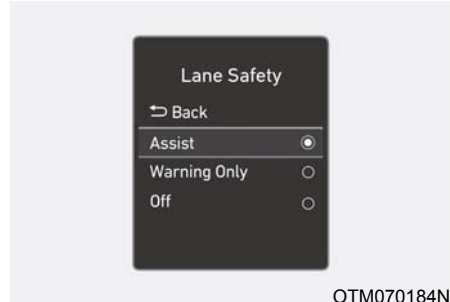 Lane Safety
Back
Assist
Warning Only
Off
OTM070184N